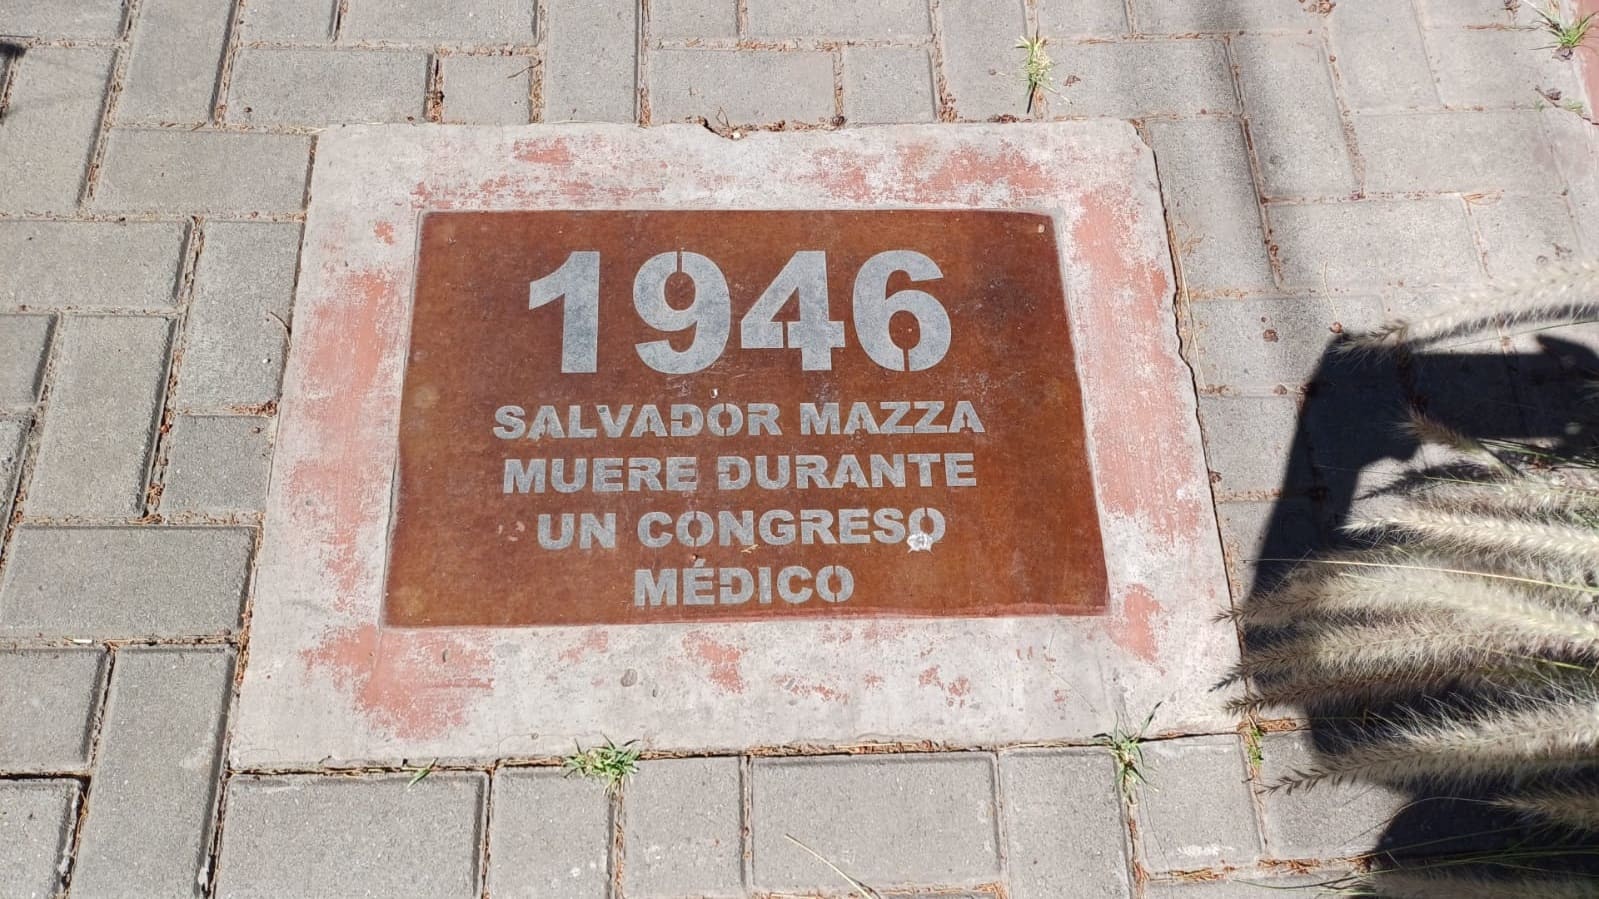 1946
SALVADOR MAZZA
MUERE DURANTE
UN CONGRESO
MÉDICO